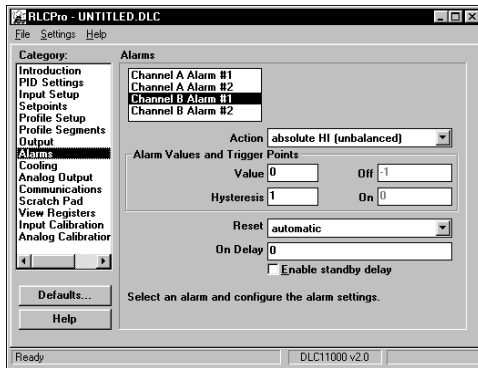 RLCPro - UNTITLED.DLC
File Settings Help
Category:
Introduction
PID Settings
Input Setup
Setpoints
Profile Setup
Profile Segments
Output
Alarms
Cooling
Analog Output
Communications
Scratch Pad
View Registers
Input Calibration
Analog Calibration
Defaults...
Help
Alarms
Channel A Alarm #1
Channel A Alarm #2
Channel B Alarm #1
Channel B Alarm #2
Action absolute HI (unbalanced)
Alarm Values and Trigger Points
Value 0 Off -1
Hysteresis 1 On 0
Reset automatic
On Delay 0
Enable standby delay
Select an alarm and configure the alarm settings.
Ready DLC11000 v2.0